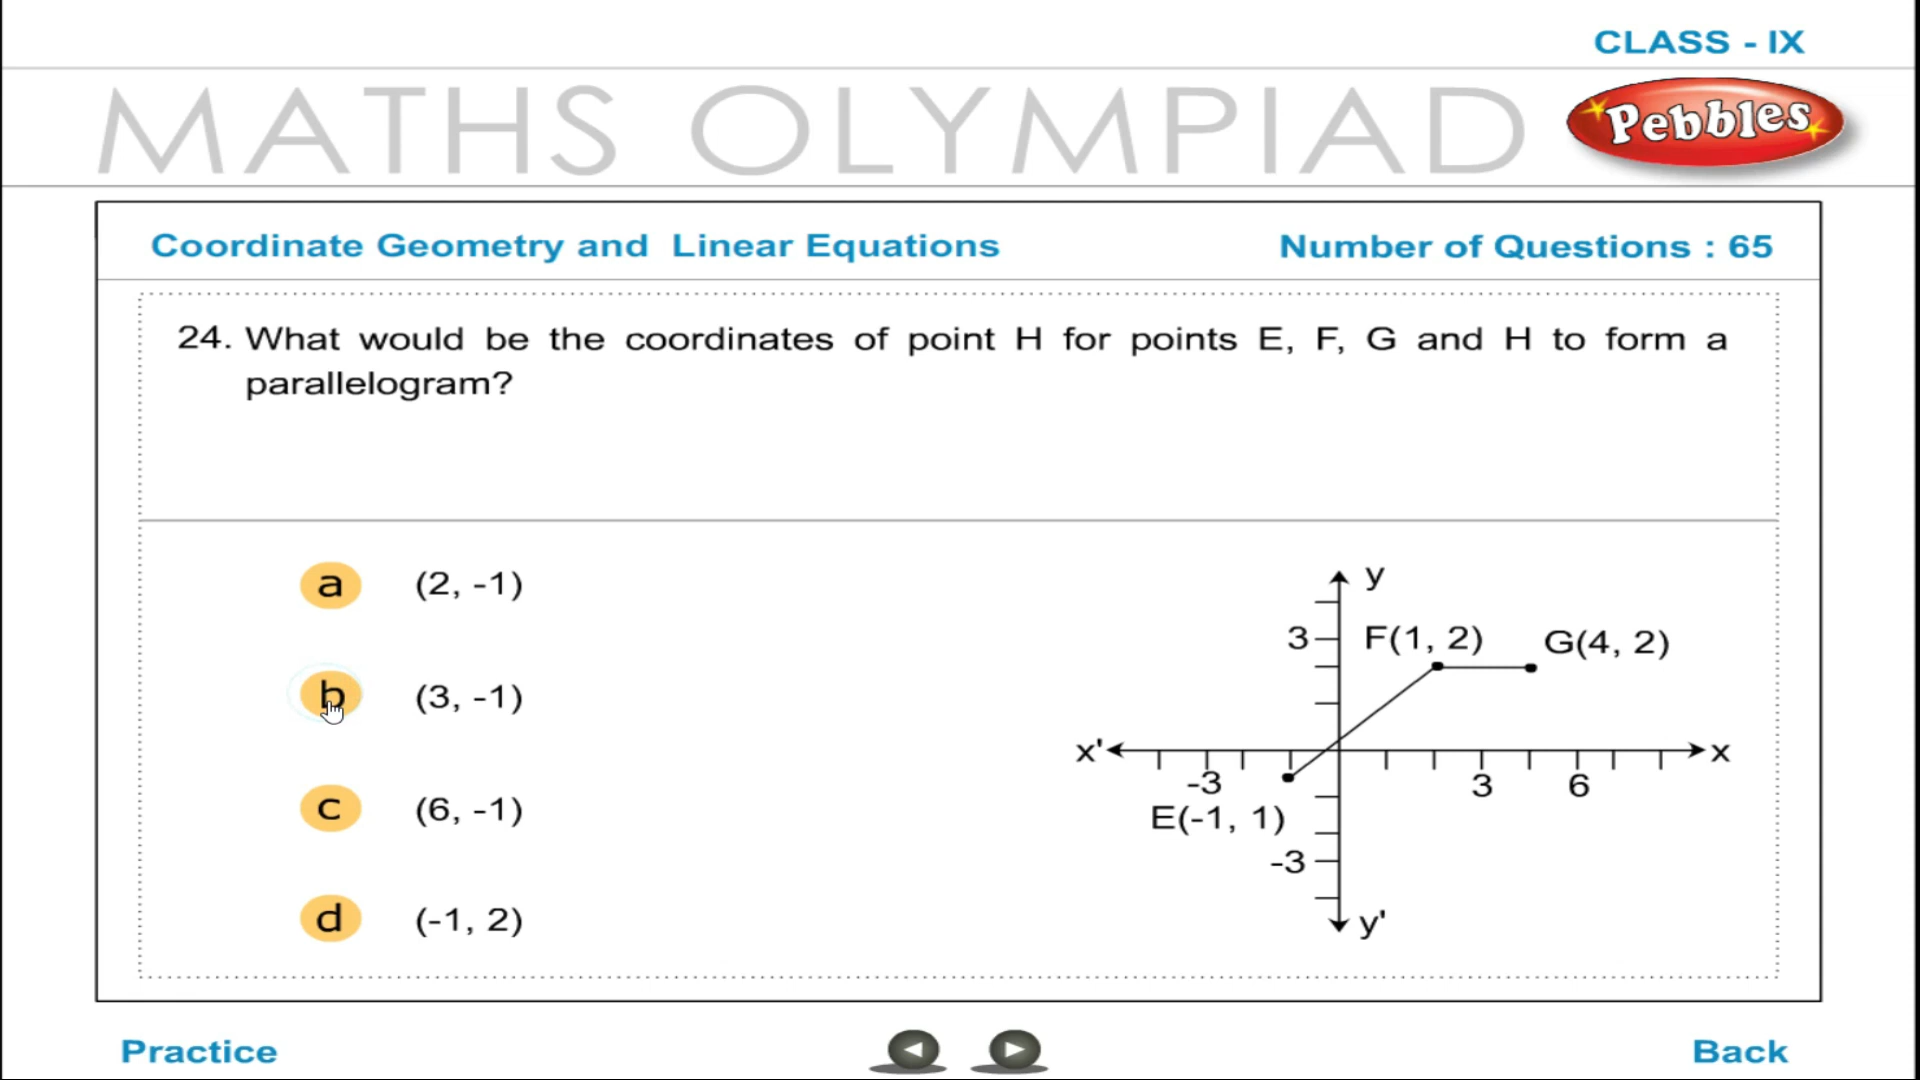 CLASS - IX
MATHS OLYMPIAD
Pebbles
Coordinate Geometry and Linear Equations
Number of Questions : 65
24. What would be the coordinates of point H for points E, F, G and H to form a
parallelogram?
a (2, -1)
b (3, -1)
c (6, -1)
d (-1, 2)
y
3
F(1, 2)
G(4, 2)
x'
x
-3
3
6
E(-1, 1)
-3
y'
Practice
Back